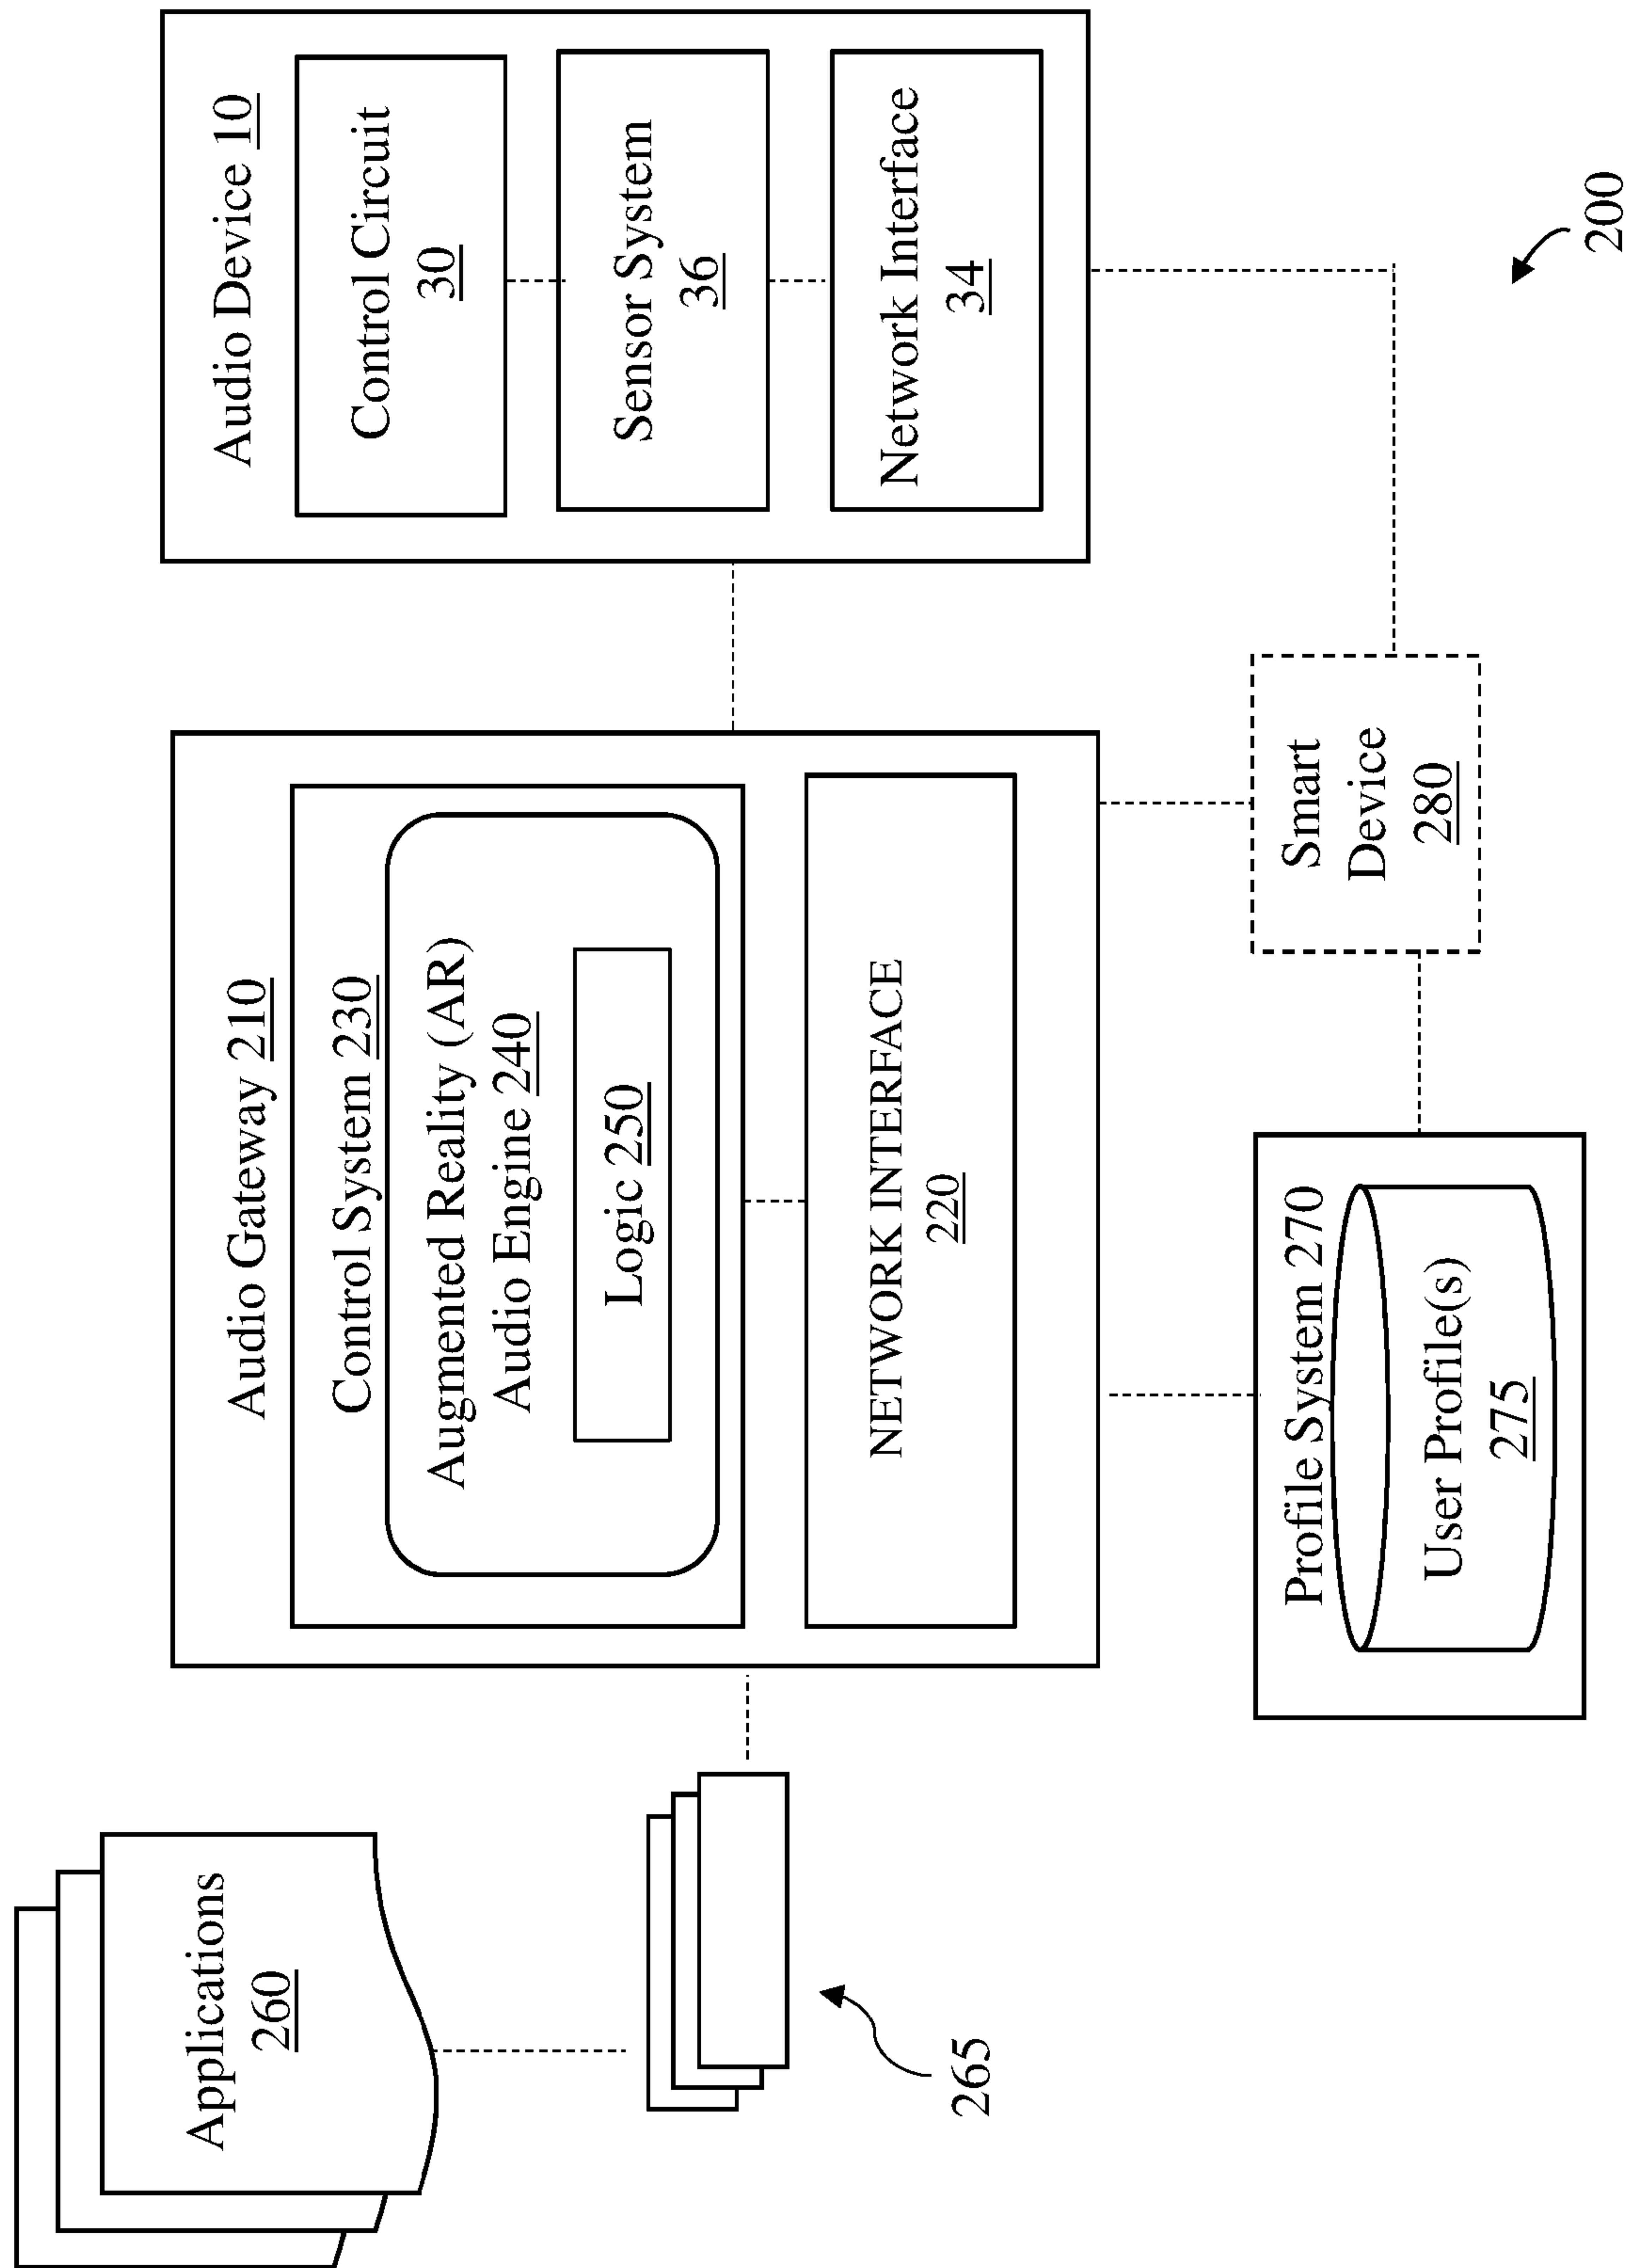 Applications
260
265
Audio Gateway 210
Control System 230
Augmented Reality (AR)
Audio Engine 240
Logic 250
NETWORK INTERFACE
220
Profile System 270
User Profile(s)
275
Smart
Device
280
Audio Device 10
Control Circuit
30
Sensor System
36
Network Interface
34
200